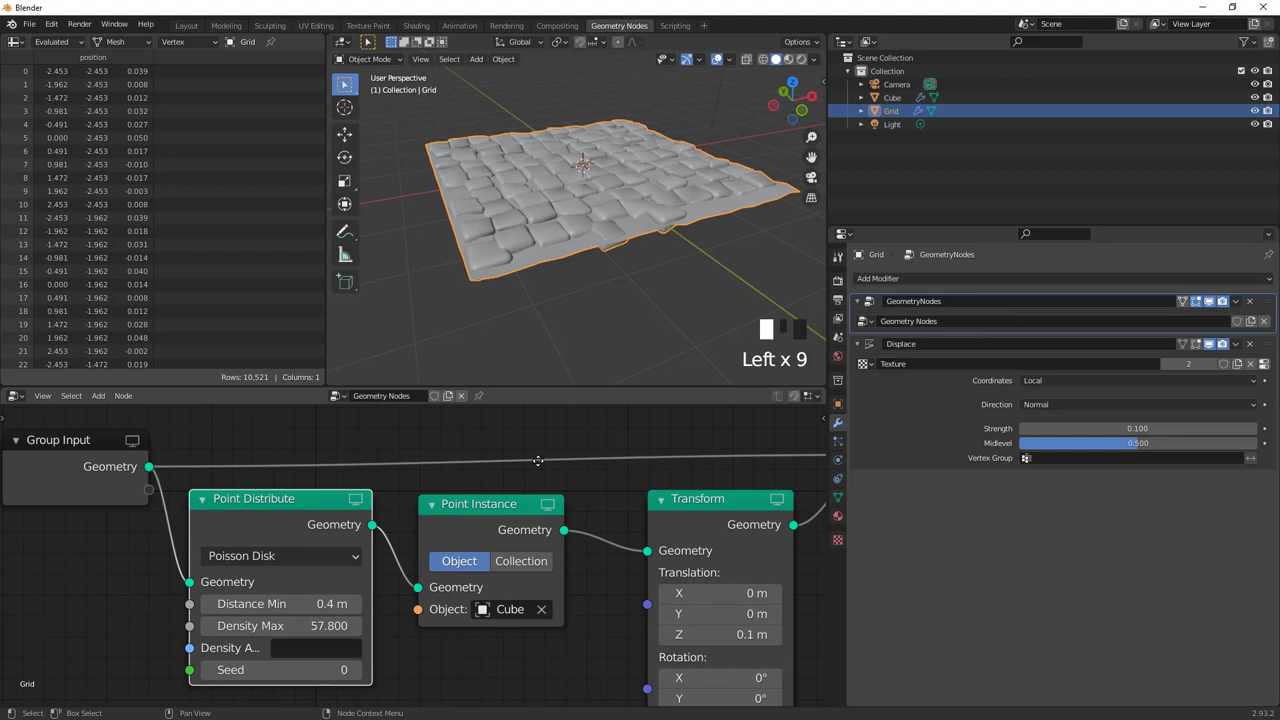 Blender
File Edit Render Window Help Layout Modeling Sculpting UV Editing Texture Paint Shading Animation Rendering Compositing Geometry Nodes Scripting + Scene View Layer
Evaluated Mesh Vertex Grid
position
0 -2.453 -2.453 0.039
1 -1.962 -2.453 0.008
2 -1.472 -2.453 0.012
3 -0.981 -2.453 0.032
4 -0.491 -2.453 0.027
5 0.000 -2.453 0.050
6 0.491 -2.453 0.017
7 0.981 -2.453 -0.010
8 1.472 -2.453 0.028
9 1.962 -2.453 -0.003
10 2.453 -2.453 0.008
11 -2.453 -1.962 0.039
12 -1.962 -1.962 0.018
13 -1.472 -1.962 0.031
14 -0.981 -1.962 -0.014
15 -0.491 -1.962 0.040
16 0.000 -1.962 0.014
17 0.491 -1.962 0.008
18 0.981 -1.962 0.012
19 1.472 -1.962 0.028
20 1.962 -1.962 0.048
21 2.453 -1.962 -0.002
22 -2.453 -1.472 0.019
Rows: 10,521 | Columns: 1
Global Options
Object Mode View Select Add Object
User Perspective
(1) Collection | Grid
Z
Y
X
Left x 9
Scene Collection
Collection
Camera
Cube
Grid
Light
Grid GeometryNodes
Add Modifier
GeometryNodes
Geometry Nodes
Displace
Texture 2
Coordinates Local
Direction Normal
Strength 0.100
Midlevel 0.500
Vertex Group
View Select Add Node Geometry Nodes
Group Input
Geometry
Point Distribute
Geometry
Poisson Disk
Geometry
Distance Min 0.4 m
Density Max 57.800
Density A...
Seed 0
Point Instance
Geometry
Object Collection
Geometry
Object: Cube
Transform
Geometry
Geometry
Translation:
X 0 m
Y 0 m
Z 0.1 m
Rotation:
X 0°
Y 0°
Grid
Select Box Select Pan View Node Context Menu 2.93.2